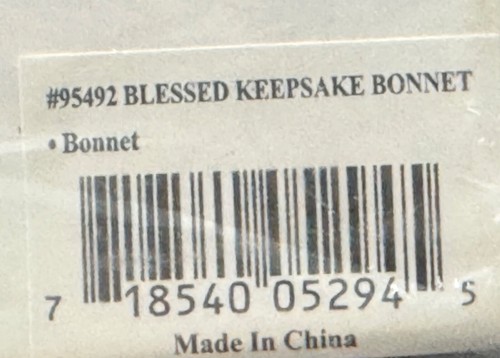 #95492 BLESSED KEEPSAKE BONNET
• Bonnet
7 18540 05294 5
Made In China